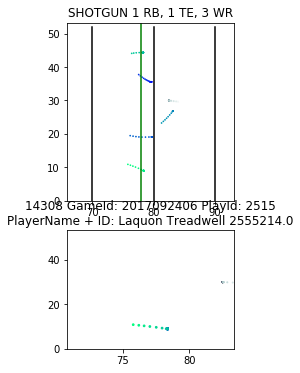 SHOTGUN 1 RB, 1 TE, 3 WR
50
40
30
20
10
0
70 80 90
14308 GameId: 2017092406 PlayId: 2515
PlayerName + ID: Laquon Treadwell 2555214.0
40
20
0
75 80